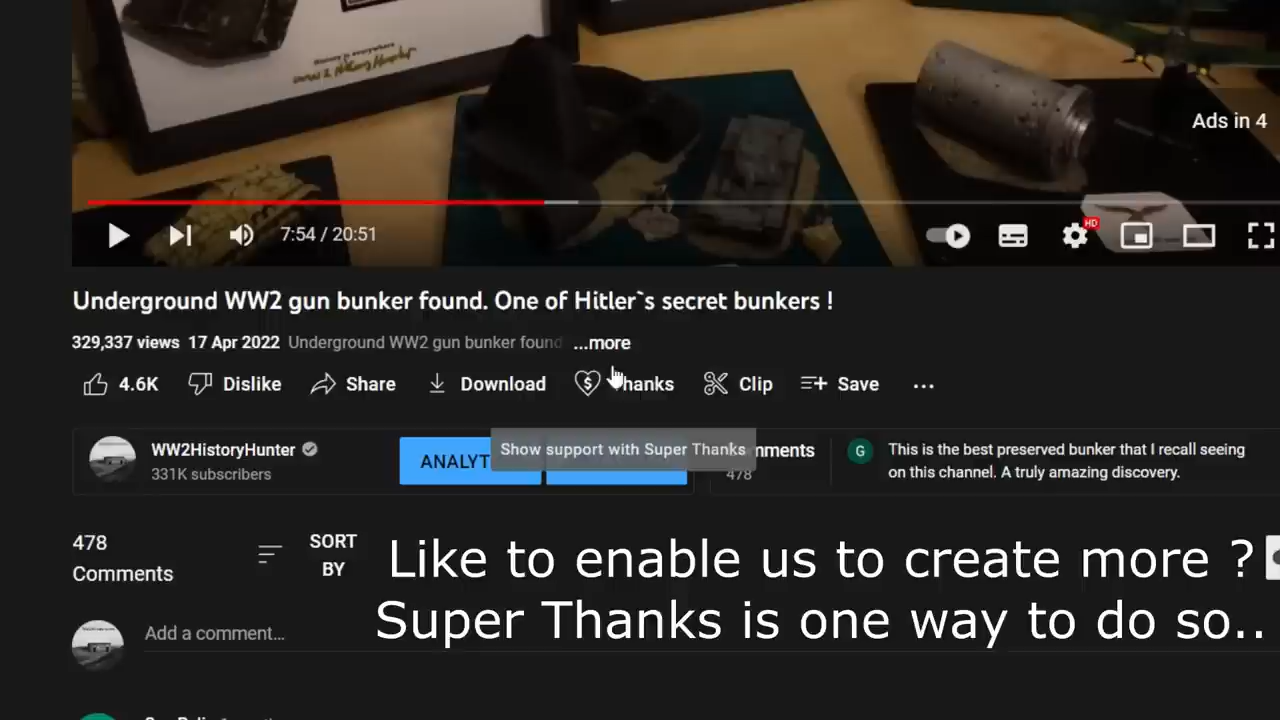 Ads in 4
HD
7:54 / 20:51
Underground WW2 gun bunker found. One of Hitler`s secret bunkers !
329,337 views 17 Apr 2022 Underground WW2 gun bunker found ...more
4.6K Dislike Share Download Thanks Clip Save ...
WW2HistoryHunter
331K subscribers
ANALYT
Show support with Super Thanks
mments
478
G
This is the best preserved bunker that I recall seeing
on this channel. A truly amazing discovery.
478
Comments
SORT
BY
Like to enable us to create more ?
Super Thanks is one way to do so..
Add a comment...